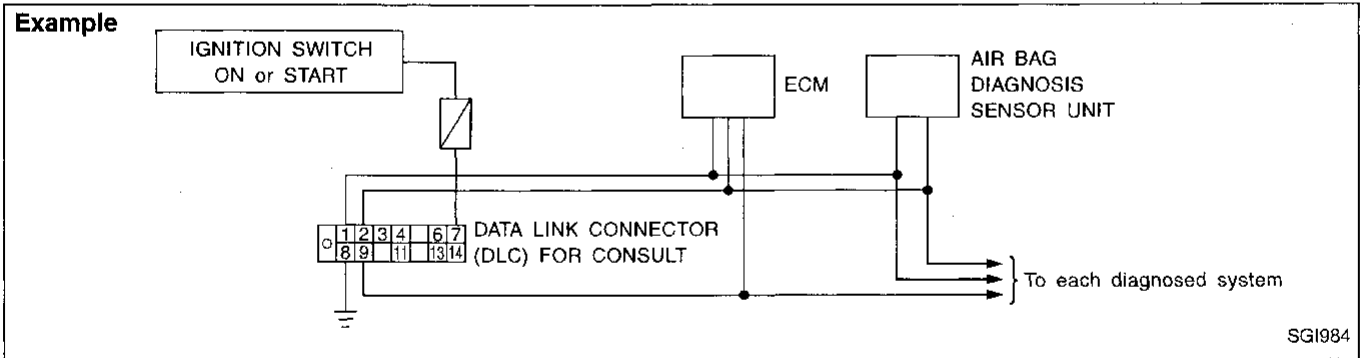 Example
IGNITION SWITCH
ON or START
ECM
AIR BAG
DIAGNOSIS
SENSOR UNIT
1 2 3 4 6 7
8 9 11 13 14
DATA LINK CONNECTOR
(DLC) FOR CONSULT
To each diagnosed system
SGI984